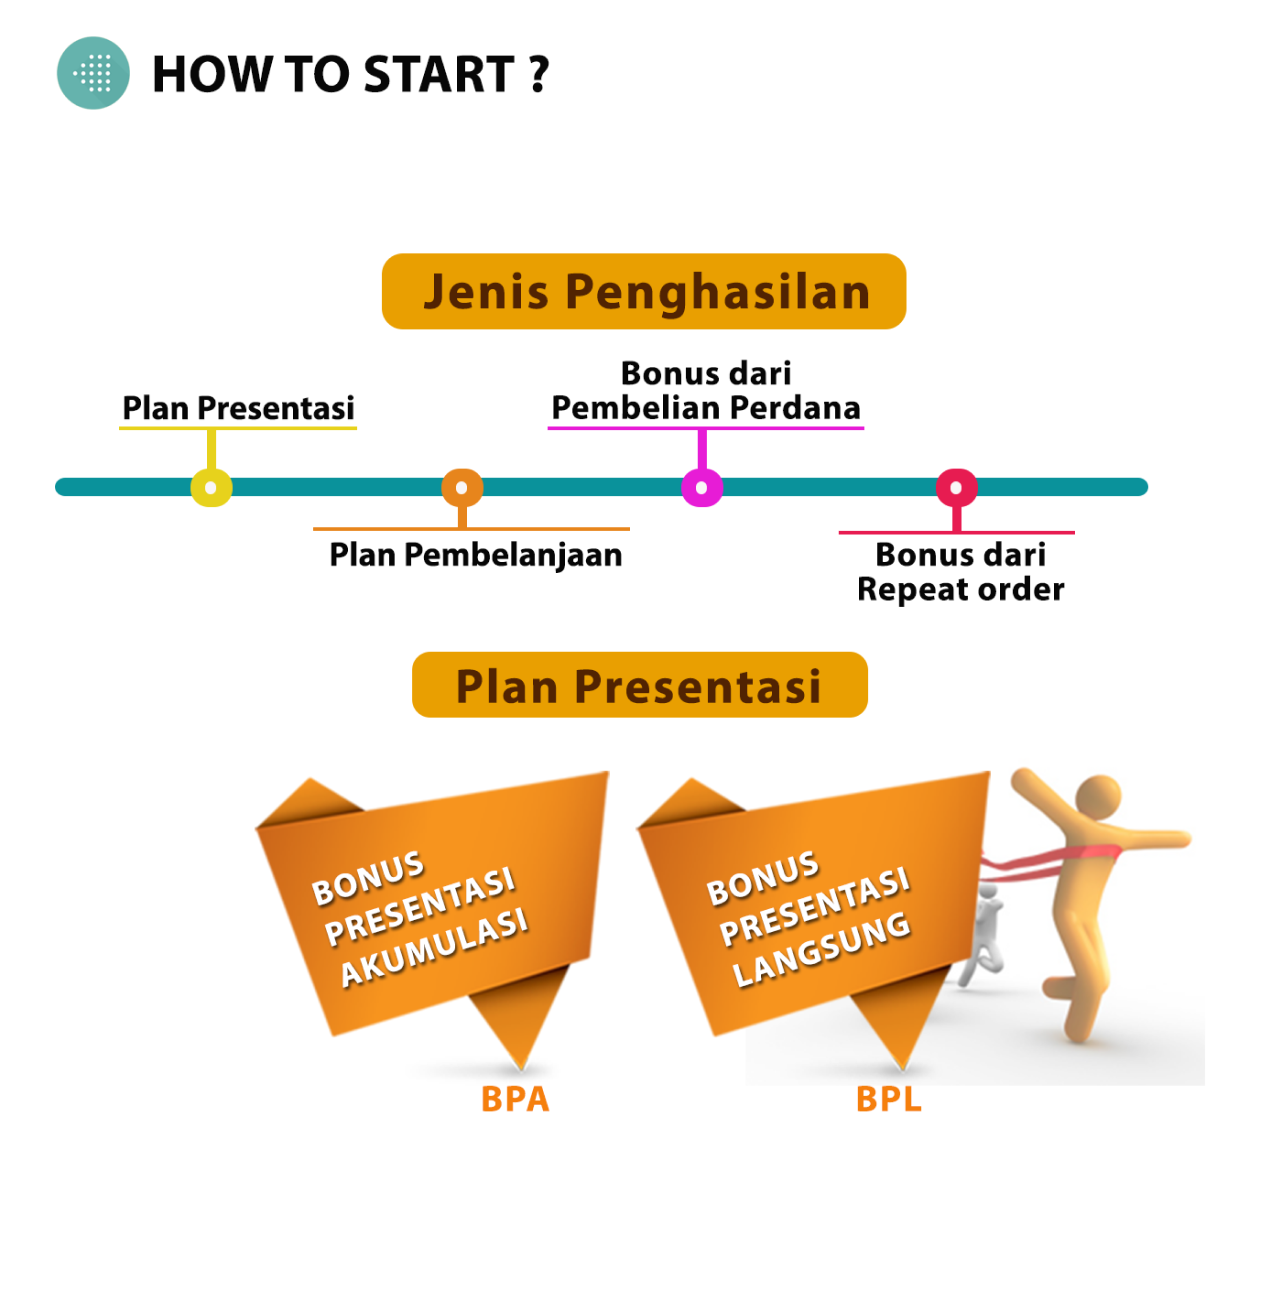 HOW TO START ?
Jenis Penghasilan
Plan Presentasi
Bonus dari
Pembelian Perdana
Plan Pembelanjaan
Bonus dari
Repeat order
Plan Presentasi
BONUS
PRESENTASI
AKUMULASI
BPA
BONUS
PRESENTASI
LANGSUNG
BPL